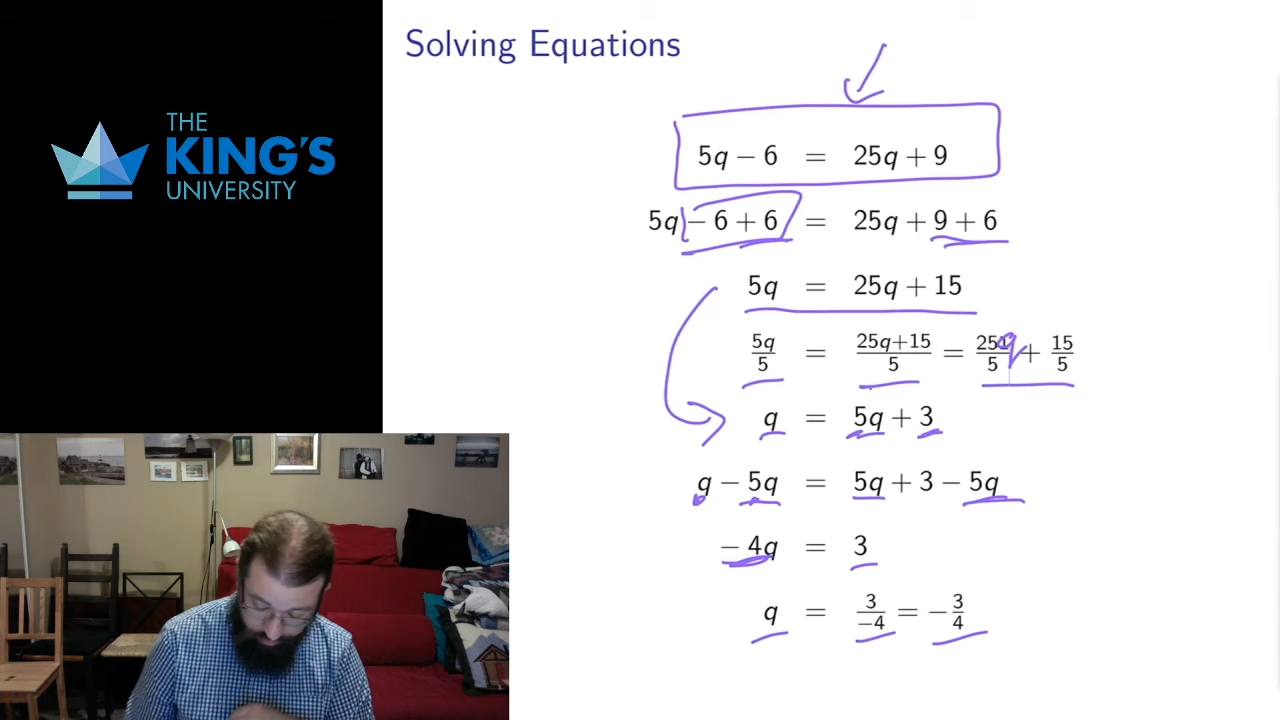 THE
KING'S
UNIVERSITY
Solving Equations
5q − 6 = 25q + 9
5q − 6 + 6 = 25q + 9 + 6
5q = 25q + 15
5q/5 = 25q+15/5 = 25q/5 + 15/5
q = 5q + 3
q − 5q = 5q + 3 − 5q
−4q = 3
q = 3/−4 = −3/4